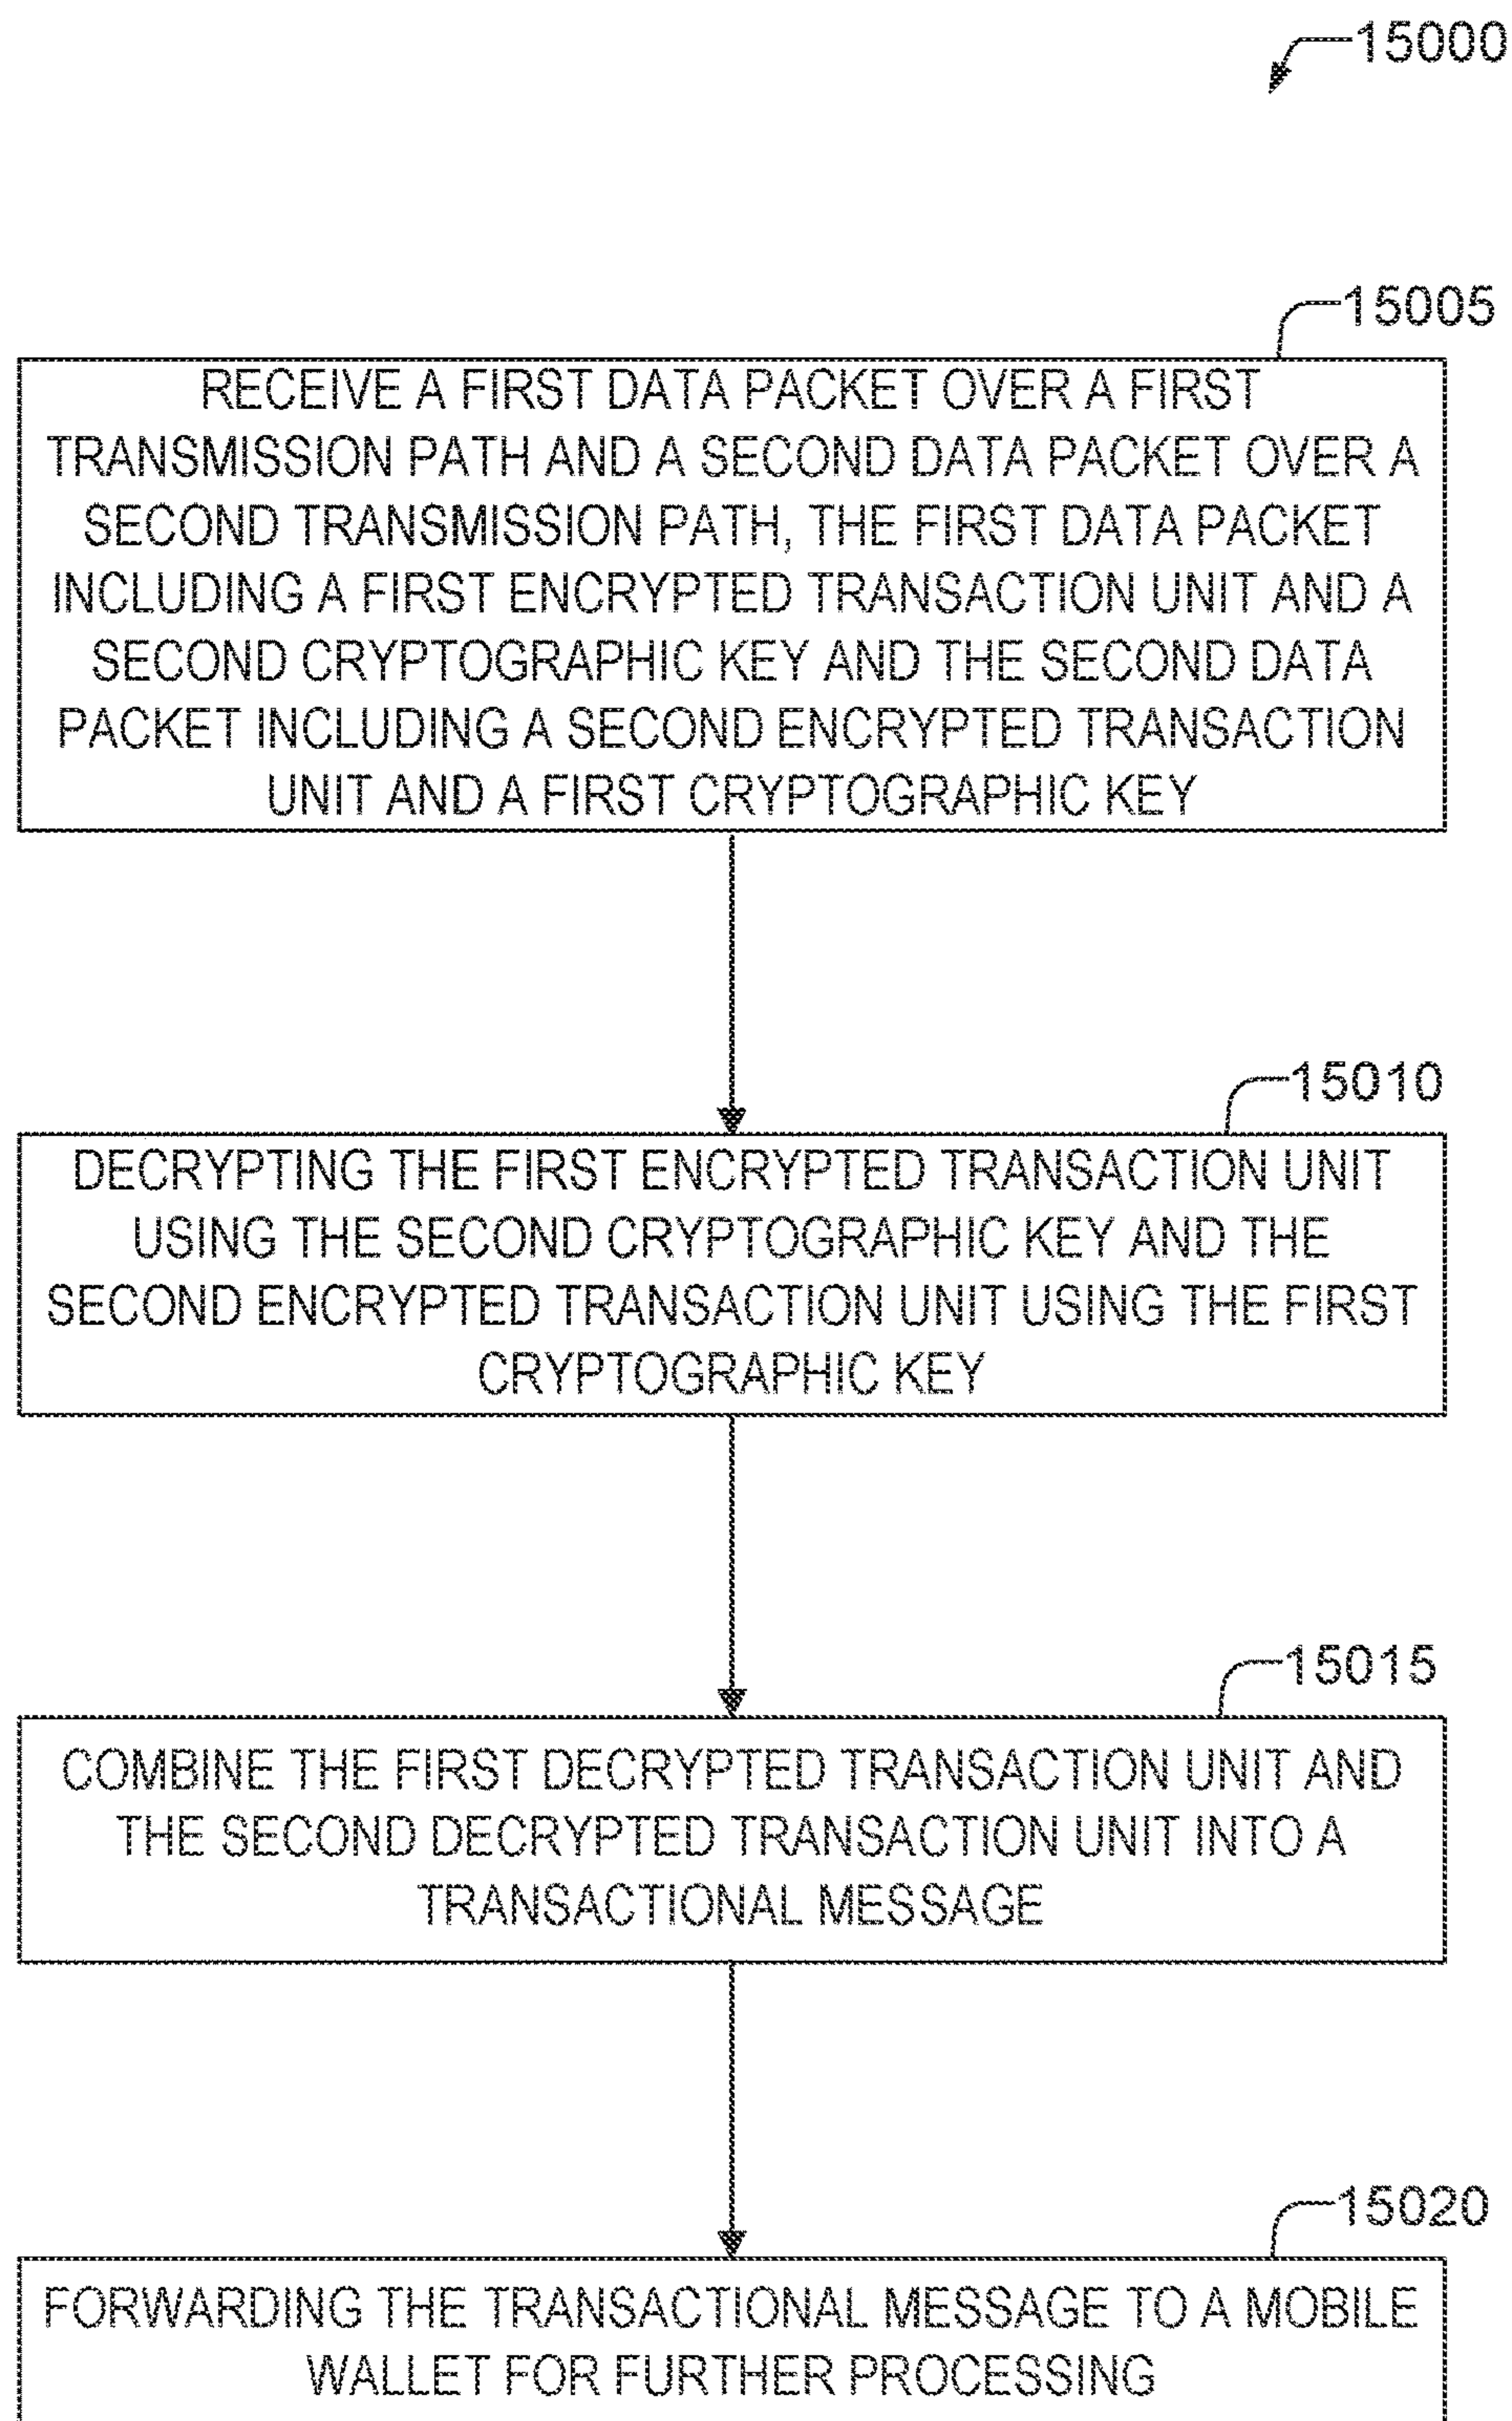 15000
15005
RECEIVE A FIRST DATA PACKET OVER A FIRST
TRANSMISSION PATH AND A SECOND DATA PACKET OVER A
SECOND TRANSMISSION PATH, THE FIRST DATA PACKET
INCLUDING A FIRST ENCRYPTED TRANSACTION UNIT AND A
SECOND CRYPTOGRAPHIC KEY AND THE SECOND DATA
PACKET INCLUDING A SECOND ENCRYPTED TRANSACTION
UNIT AND A FIRST CRYPTOGRAPHIC KEY
15010
DECRYPTING THE FIRST ENCRYPTED TRANSACTION UNIT
USING THE SECOND CRYPTOGRAPHIC KEY AND THE
SECOND ENCRYPTED TRANSACTION UNIT USING THE FIRST
CRYPTOGRAPHIC KEY
15015
COMBINE THE FIRST DECRYPTED TRANSACTION UNIT AND
THE SECOND DECRYPTED TRANSACTION UNIT INTO A
TRANSACTIONAL MESSAGE
15020
FORWARDING THE TRANSACTIONAL MESSAGE TO A MOBILE
WALLET FOR FURTHER PROCESSING